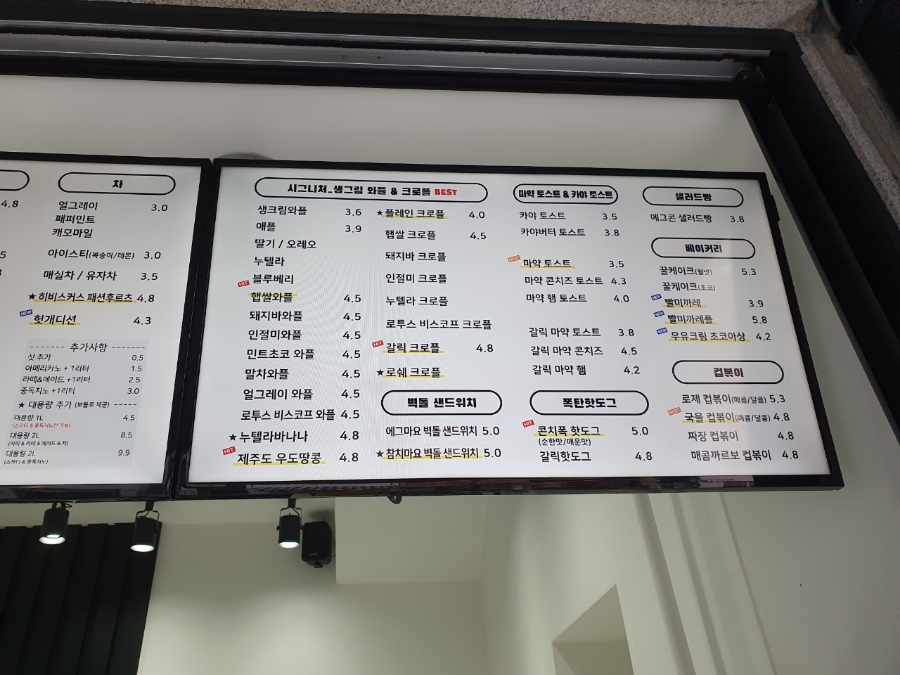 4.8
차
얼그레이 3.0
페퍼민트
캐모마일
아이스티(복숭아/레몬) 3.0
매실차 / 유자차 3.5
★히비스커스 패션후르츠 4.8
헛개디션 4.3
추가사항
샷 추가 0.5
아메리카노 +1리터 1.5
라떼&에이드 +1리터 2.5
콩독치노 +1리터 3.0
★ 대용량 추가 (보틀로 제공)
대용량 1L 4.5
대용량 2L 8.5
대용량 2L 9.9
시그니처_생크림 와플 & 크로플 BEST
생크림와플 3.6
애플 3.9
딸기 / 오레오
누텔라
HIT 블루베리
햅쌀와플 4.5
돼지바와플 4.5
인절미와플 4.5
민트초코 와플 4.5
말차와플 4.5
얼그레이 와플 4.5
로투스 비스코프 와플 4.5
★누텔라바나나 4.8
HIT 제주도 우도땅콩 4.8
★플레인 크로플 4.0
햅쌀 크로플 4.5
돼지바 크로플
인절미 크로플
누텔라 크로플
로투스 비스코프 크로플
HIT 갈릭 크로플 4.8
★로쉐 크로플
벽돌 샌드위치
에그마요 벽돌 샌드위치 5.0
★참치마요 벽돌 샌드위치 5.0
마약 토스트 & 카야 토스트
카야 토스트 3.5
카야버터 토스트 3.8
마약 토스트 3.5
마약 콘치즈 토스트 4.3
마약 햄 토스트 4.0
갈릭 마약 토스트 3.8
갈릭 마약 콘치즈 4.5
갈릭 마약 햄 4.2
폭탄핫도그
HIT 콘치폭 핫도그 5.0
(순한맛/매운맛)
갈릭핫도그 4.8
샐러드빵
에그콘 샐러드빵 3.8
베이커리
꿀케이크(월넛) 5.3
꿀케이크(초코)
NEW 빨미까레 3.9
NEW 빨미까레플 5.8
NEW 우유크림 초코아상 4.2
컵볶이
로제 컵볶이(매콤/달콤) 5.3
국물 컵볶이(매콤/달콤) 4.8
짜장 컵볶이 4.8
매콤까르보 컵볶이 4.8